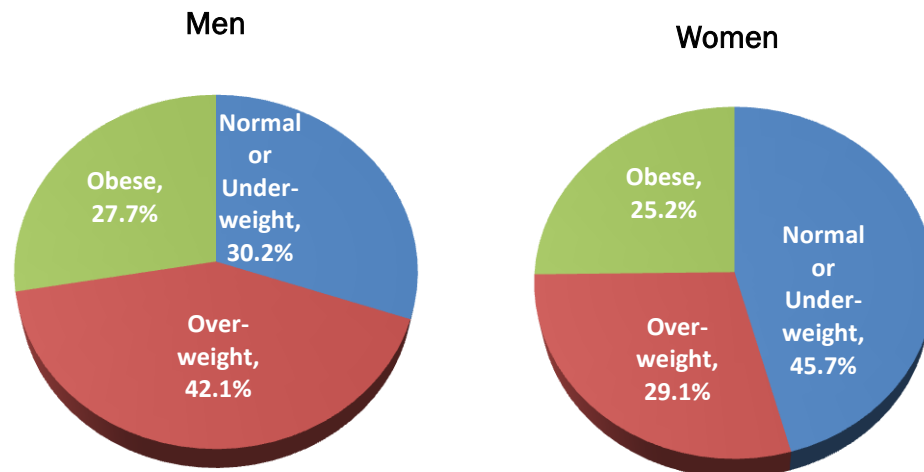 Men
Normal
or
Under-
weight,
30.2%
Obese,
27.7%
Over-
weight,
42.1%
Women
Obese,
25.2%
Normal
or
Under-
weight,
45.7%
Over-
weight,
29.1%